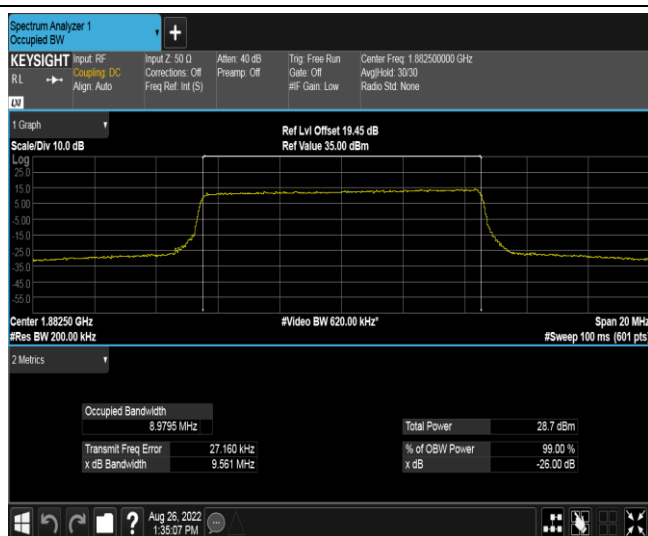 Spectrum Analyzer 1
Occupied BW
+
KEYSIGHT
RL
LXI
Input: RF
Coupling: DC
Align: Auto
Input Z: 50 Ω
Corrections: Off
Freq Ref: Int (S)
Atten: 40 dB
Preamp: Off
Trig: Free Run
Gate: Off
#IF Gain: Low
Center Freq: 1.882500000 GHz
Avg|Hold: 30/30
Radio Std: None
1 Graph
Scale/Div 10.0 dB
Ref Lvl Offset 19.45 dB
Ref Value 35.00 dBm
Log
25.0
15.0
5.00
-5.00
-15.0
-25.0
-35.0
-45.0
-55.0
Center 1.88250 GHz
#Res BW 200.00 kHz
#Video BW 620.00 kHz*
Span 20 MHz
#Sweep 100 ms (601 pts)
2 Metrics
Occupied Bandwidth
8.9795 MHz
Transmit Freq Error 27.160 kHz
x dB Bandwidth 9.561 MHz
Total Power 28.7 dBm
% of OBW Power 99.00 %
x dB -26.00 dB
?
Aug 26, 2022
1:35:07 PM